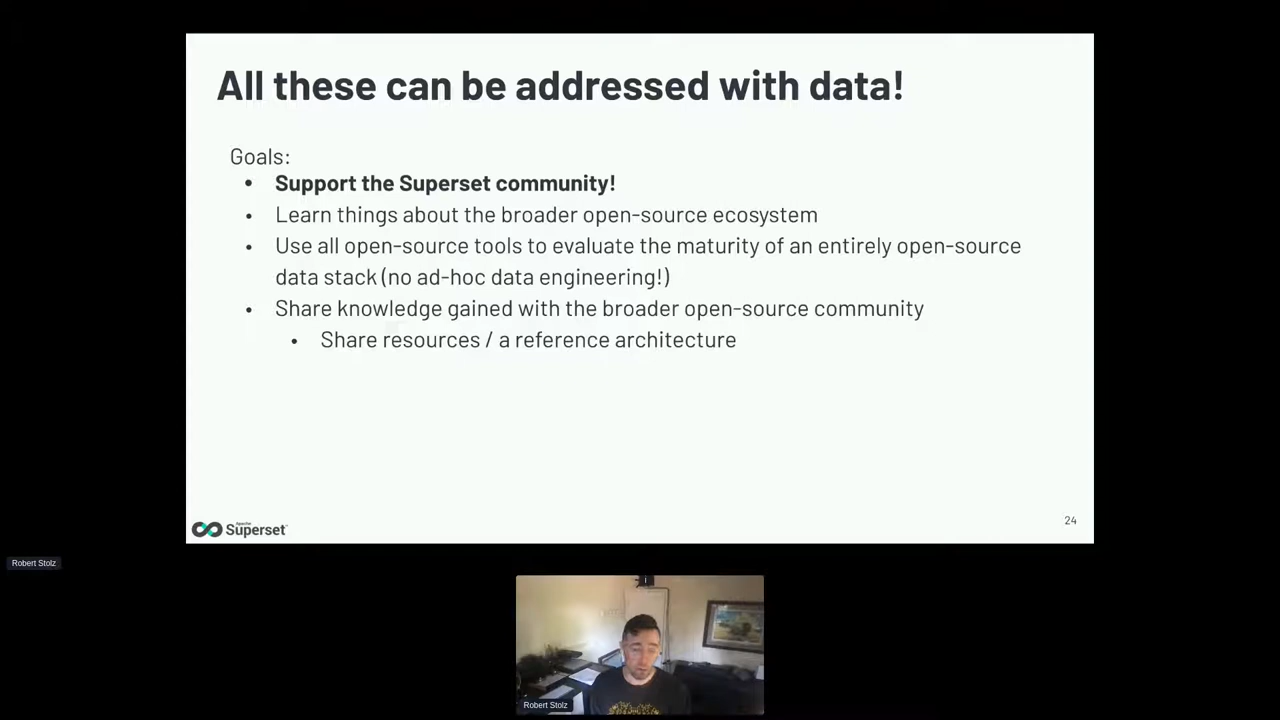 All these can be addressed with data!
Goals:
• Support the Superset community!
• Learn things about the broader open-source ecosystem
• Use all open-source tools to evaluate the maturity of an entirely open-source
data stack (no ad-hoc data engineering!)
• Share knowledge gained with the broader open-source community
• Share resources / a reference architecture
Apache
Superset™
24
Robert Stolz
Robert Stolz